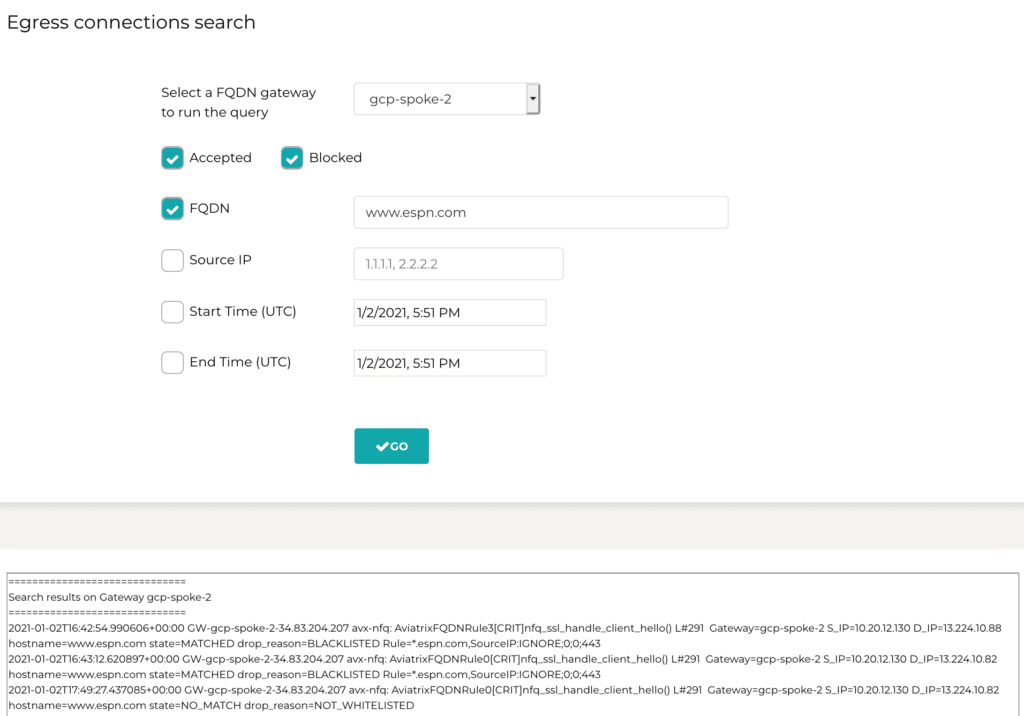 Egress connections search
Select a FQDN gateway
to run the query
gcp-spoke-2
Accepted
Blocked
FQDN
www.espn.com
Source IP
1.1.1.1, 2.2.2.2
Start Time (UTC)
1/2/2021, 5:51 PM
End Time (UTC)
1/2/2021, 5:51 PM
GO
==============================
Search results on Gateway gcp-spoke-2
==============================
2021-01-02T16:42:54.990606+00:00 GW-gcp-spoke-2-34.83.204.207 avx-nfq: AviatrixFQDNRule3[CRIT]nfq_ssl_handle_client_hello() L#291 Gateway=gcp-spoke-2 S_IP=10.20.12.130 D_IP=13.224.10.88
hostname=www.espn.com state=MATCHED drop_reason=BLACKLISTED Rule=*.espn.com,SourceIP:IGNORE;0;0;443
2021-01-02T16:43:12.620897+00:00 GW-gcp-spoke-2-34.83.204.207 avx-nfq: AviatrixFQDNRule0[CRIT]nfq_ssl_handle_client_hello() L#291 Gateway=gcp-spoke-2 S_IP=10.20.12.130 D_IP=13.224.10.82
hostname=www.espn.com state=MATCHED drop_reason=BLACKLISTED Rule=*.espn.com,SourceIP:IGNORE;0;0;443
2021-01-02T17:49:27.437085+00:00 GW-gcp-spoke-2-34.83.204.207 avx-nfq: AviatrixFQDNRule0[CRIT]nfq_ssl_handle_client_hello() L#291 Gateway=gcp-spoke-2 S_IP=10.20.12.130 D_IP=13.224.10.82
hostname=www.espn.com state=NO_MATCH drop_reason=NOT_WHITELISTED